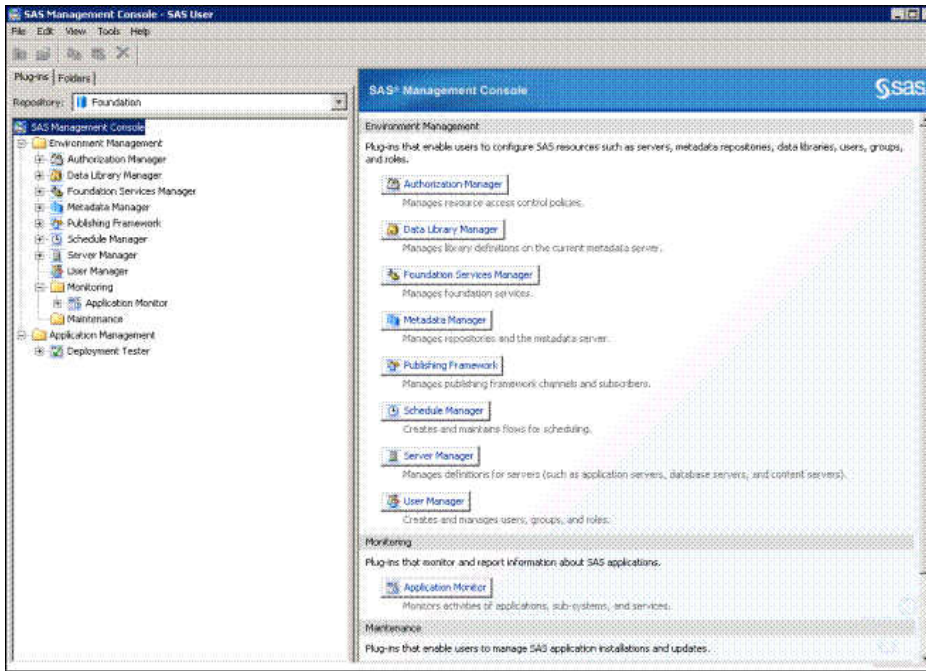 SAS Management Console - SAS User
File Edit View Tools Help
Plug-ins Folders
Repository: Foundation
SAS Management Console
Environment Management
Authorization Manager
Data Library Manager
Foundation Services Manager
Metadata Manager
Publishing Framework
Schedule Manager
Server Manager
User Manager
Monitoring
Application Monitor
Maintenance
Application Management
Deployment Tester
SAS® Management Console
sas
Environment Management
Plug-ins that enable users to configure SAS resources such as servers, metadata repositories, data libraries, users, groups,
and roles.
Authorization Manager
Manages resource access control policies.
Data Library Manager
Manages library definitions on the current metadata server.
Foundation Services Manager
Manages foundation services.
Metadata Manager
Manages repositories and the metadata server.
Publishing Framework
Manages publishing framework channels and subscribers.
Schedule Manager
Creates and maintains flows for scheduling.
Server Manager
Manages definitions for servers (such as application servers, database servers, and content servers).
User Manager
Creates and manages users, groups, and roles.
Monitoring
Plug-ins that monitor and report information about SAS applications.
Application Monitor
Monitors activities of applications, sub-systems, and services.
Maintenance
Plug-ins that enable users to manage SAS application installations and updates.